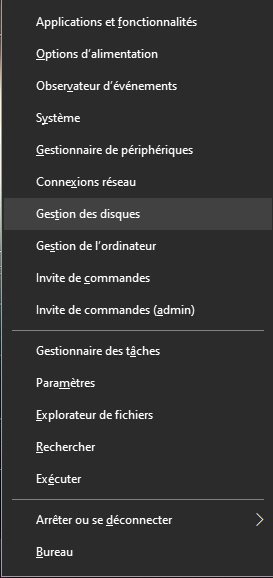 Applications et fonctionnalités
Options d’alimentation
Observateur d’événements
Système
Gestionnaire de périphériques
Connexions réseau
Gestion des disques
Gestion de l’ordinateur
Invite de commandes
Invite de commandes (admin)
Gestionnaire des tâches
Paramètres
Explorateur de fichiers
Rechercher
Exécuter
Arrêter ou se déconnecter
Bureau